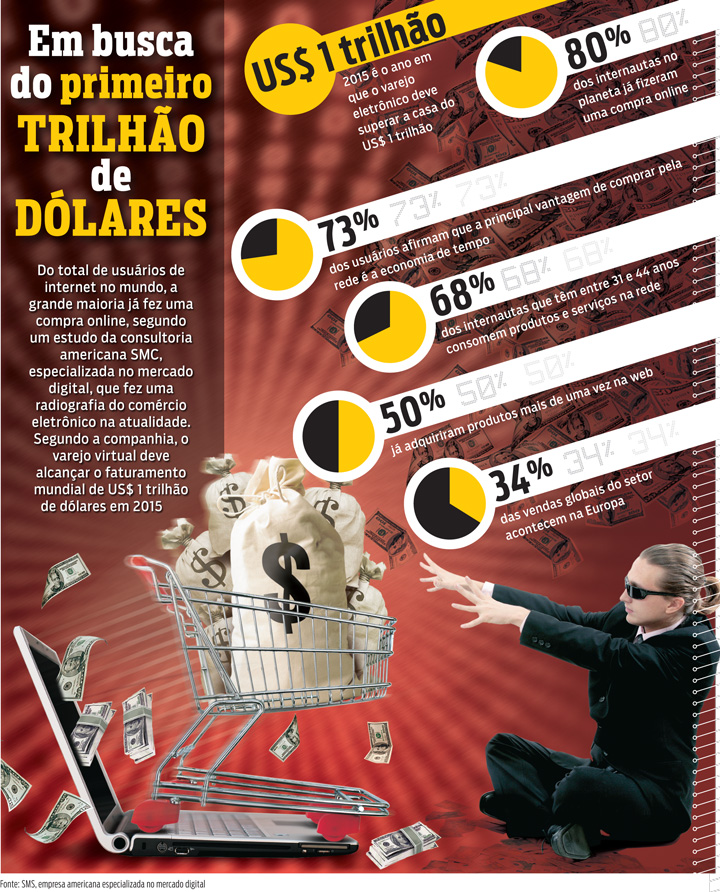 Em busca
do primeiro
TRILHÃO
de
DÓLARES
Do total de usuários de
internet no mundo, a
grande maioria já fez uma
compra online, segundo
um estudo da consultoria
americana SMC,
especializada no mercado
digital, que fez uma
radiografia do comércio
eletrônico na atualidade.
Segundo a companhia, o
varejo virtual deve
alcançar o faturamento
mundial de US$ 1 trilhão
de dólares em 2015
US$ 1 trilhão
2015 é o ano em
que o varejo
eletrônico deve
superar a casa do
US$ 1 trilhão
80% 80%
dos internautas no
planeta já fizeram
uma compra online
73% 73% 73%
dos usuários afirmam que a principal vantagem de comprar pela
rede é a economia de tempo
68% 68% 68%
dos internautas que têm entre 31 e 44 anos
consomem produtos e serviços na rede
50% 50% 50%
já adquiriram produtos mais de uma vez na web
34% 34% 34%
das vendas globais do setor
acontecem na Europa
$
$
$
$
Fonte: SMS, empresa americana especializada no mercado digital